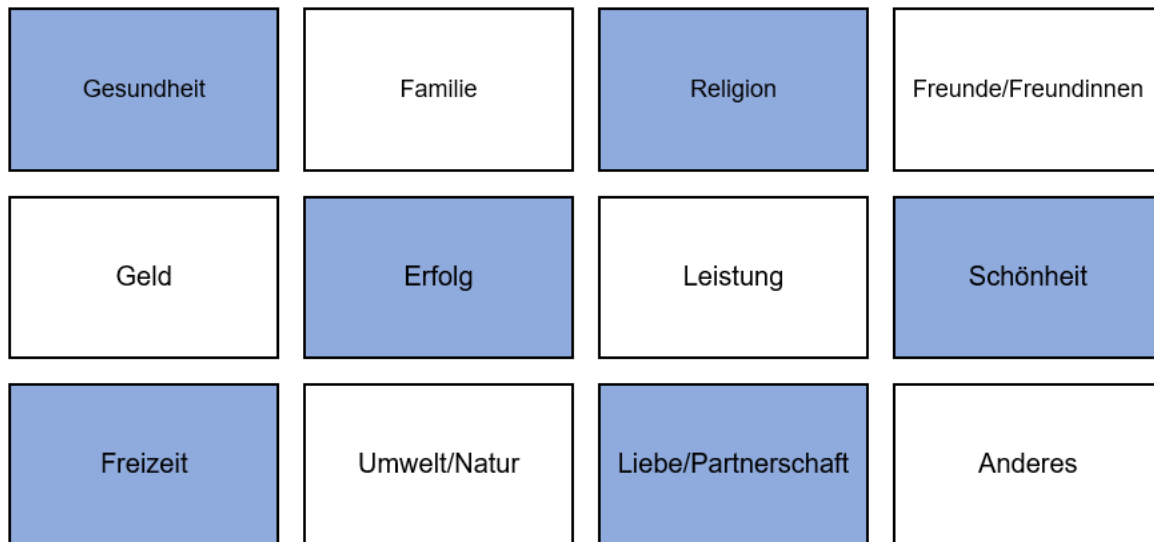 Gesundheit
Familie
Religion
Freunde/Freundinnen
Geld
Erfolg
Leistung
Schönheit
Freizeit
Umwelt/Natur
Liebe/Partnerschaft
Anderes